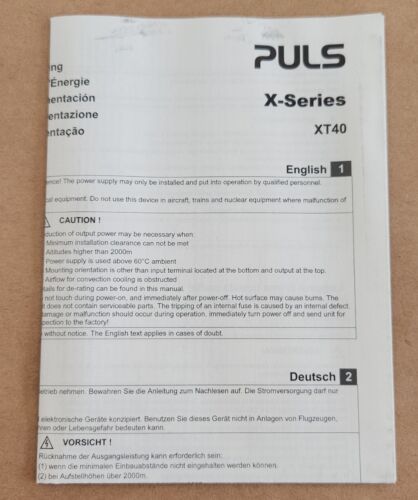 PULS
ng
Énergie
mentación
entazione
ntação
X-Series
XT40
English 1
ence! The power supply may only be installed and put into operation by qualified personnel.
cal equipment. Do not use this device in aircraft, trains and nuclear equipment where malfunction of
CAUTION !
duction of output power may be necessary when:
Minimum installation clearance can not be met
Altitudes higher than 2000m
Power supply is used above 60°C ambient
Mounting orientation is other than input terminal located at the bottom and output at the top.
Airflow for convection cooling is obstructed
tails for de-rating can be found in this manual.
not touch during power-on, and immediately after power-off. Hot surface may cause burns. The
t does not contain serviceable parts. The tripping of an internal fuse is caused by an internal defect.
amage or malfunction should occur during operation, immediately turn power off and send unit for
pection to the factory!
without notice. The English text applies in cases of doubt.
Deutsch 2
etrieb nehmen. Bewahren Sie die Anleitung zum Nachlesen auf. Die Stromversorgung darf nur
l elektronische Geräte konzipiert. Benutzen Sie dieses Gerät nicht in Anlagen von Flugzeugen,
hren oder Lebensgefahr bedeuten kann.
VORSICHT !
Rücknahme der Ausgangsleistung kann erforderlich sein:
(1) wenn die minimalen Einbauabstände nicht eingehalten werden können.
(2) bei Aufstellhöhen über 2000m.